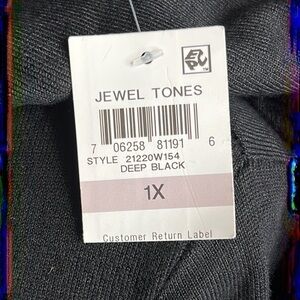 JEWEL TONES
7 06258 81191 6
STYLE 21220W154
DEEP BLACK
1X
Customer Return Label